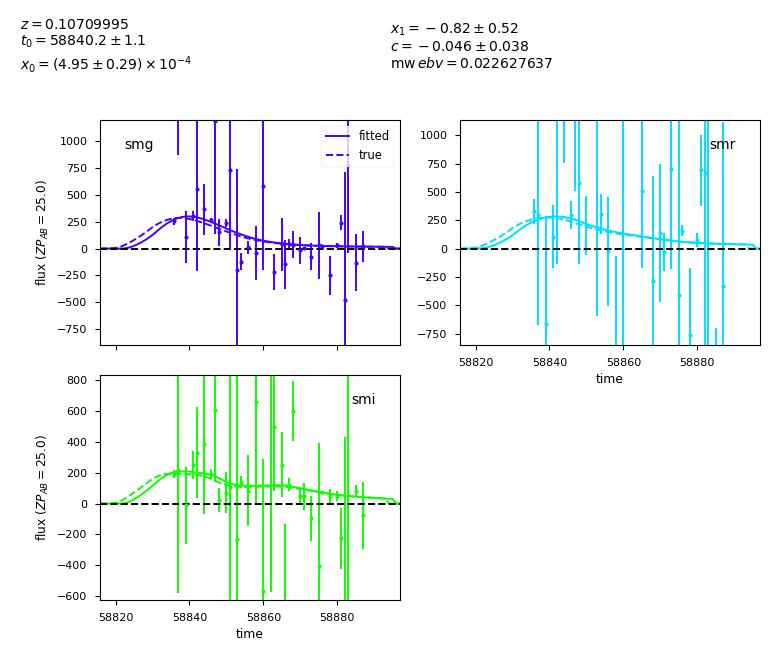 z = 0.10709995
t₀ = 58840.2 ± 1.1
x₀ = (4.95 ± 0.29) × 10⁻⁴
x₁ = −0.82 ± 0.52
c = −0.046 ± 0.038
mw ebv = 0.022627637
smg
fitted
true
1000
750
500
250
0
−250
−500
−750
flux (ZP_AB = 25.0)
smr
1000
750
500
250
0
−250
−500
−750
58820 58840 58860 58880
time
smi
800
600
400
200
0
−200
−400
−600
flux (ZP_AB = 25.0)
58820 58840 58860 58880
time